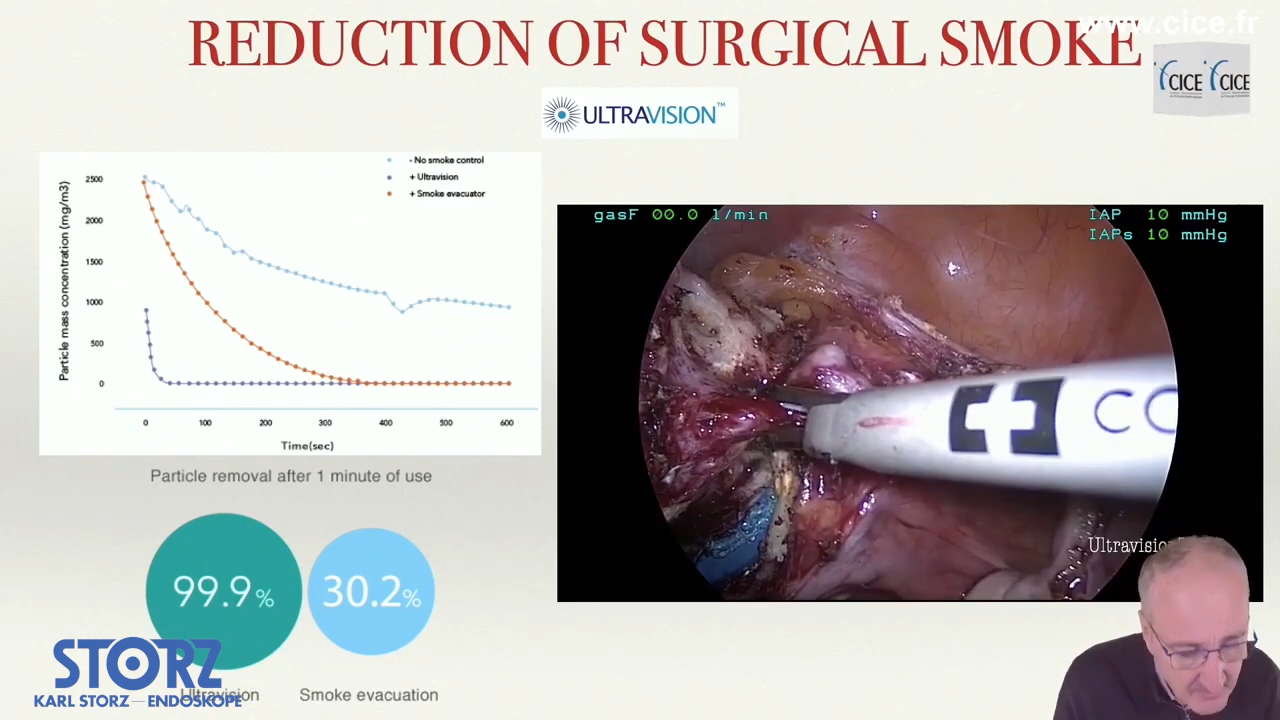 www.cice.fr
REDUCTION OF SURGICAL SMOKE
CICE CICE
ULTRAVISION™
- No smoke control
+ Ultravision
+ Smoke evacuator
Particle mass concentration (mg/m3)
2500
2000
1500
1000
500
0
0 100 200 300 400 500 600
Time(sec)
gasF 00.0 l/min
IAP 10 mmHg
IAPs 10 mmHg
CO
Particle removal after 1 minute of use
Ultravision
99.9%
30.2%
STORZ
KARL STORZ—ENDOSKOPE
Ultravision
Smoke evacuation